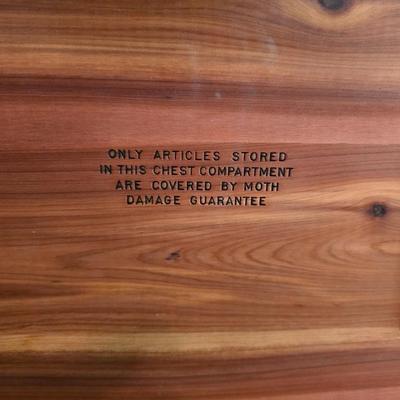 ONLY ARTICLES STORED
IN THIS CHEST COMPARTMENT
ARE COVERED BY MOTH
DAMAGE GUARANTEE